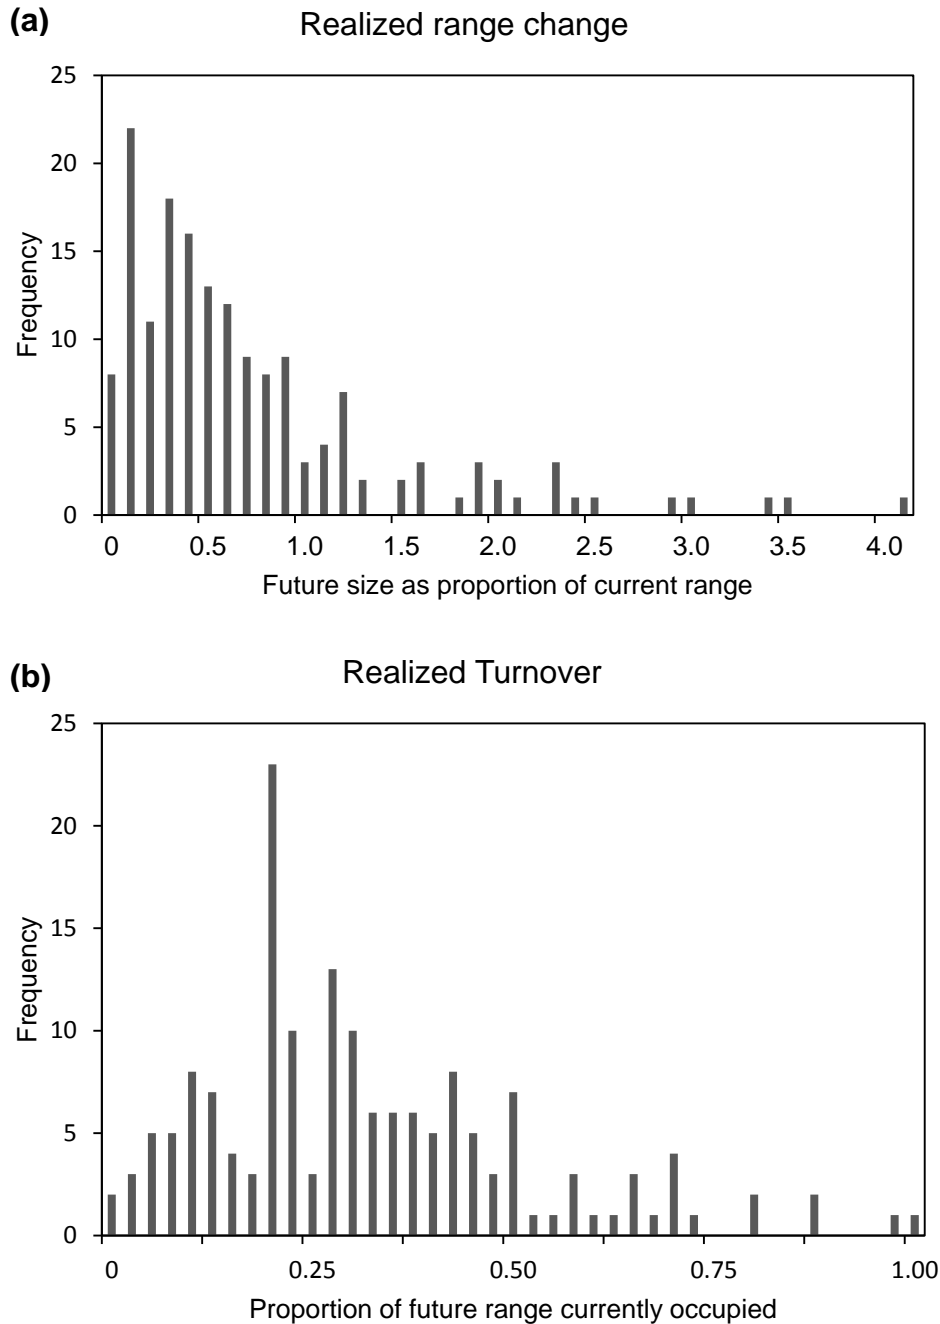 (a)
Realized range change
25
20
15
10
5
0
Frequency
0 0.5 1.0 1.5 2.0 2.5 3.0 3.5 4.0
Future size as proportion of current range
(b)
Realized Turnover
25
20
15
10
5
0
Frequency
0 0.25 0.50 0.75 1.00
Proportion of future range currently occupied